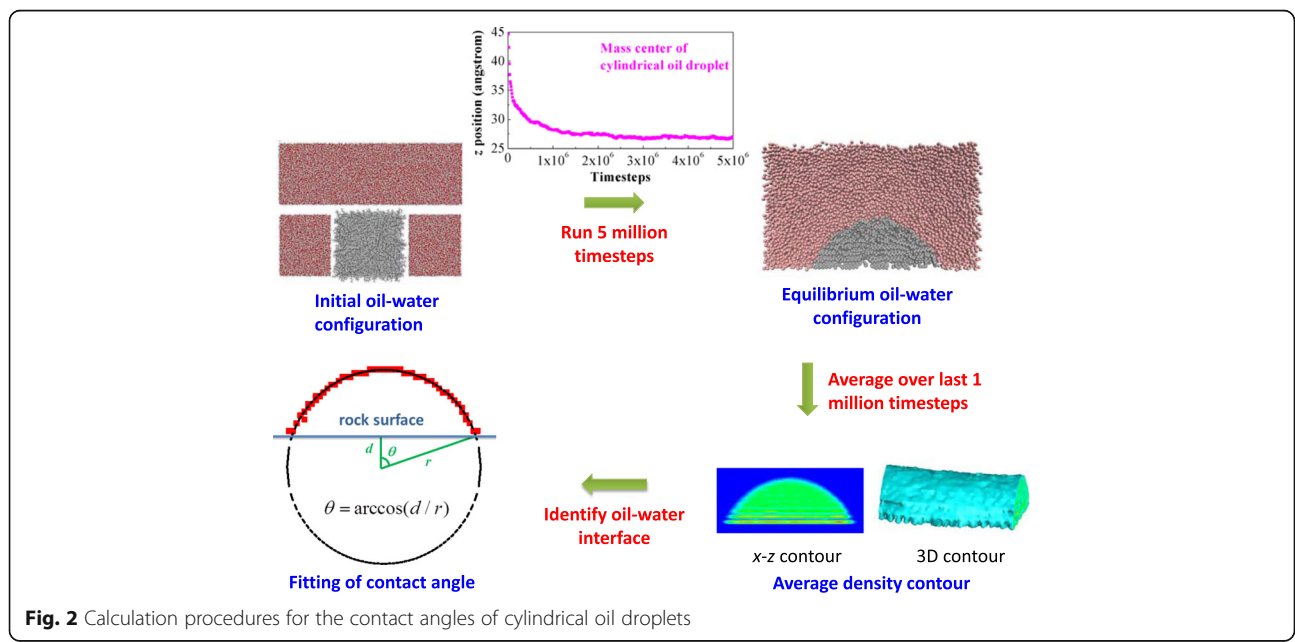 45
40
35
30
25
z position (angstrom)
Mass center of
cylindrical oil droplet
0
1x10⁶
2x10⁶
3x10⁶
4x10⁶
5x10⁶
Timesteps
Run 5 million
timesteps
Initial oil-water
configuration
Equilibrium oil-water
configuration
Average over last 1
million timesteps
x-z contour
3D contour
Average density contour
Identify oil-water
interface
rock surface
d
θ
r
θ = arccos(d / r)
Fitting of contact angle
Fig. 2 Calculation procedures for the contact angles of cylindrical oil droplets